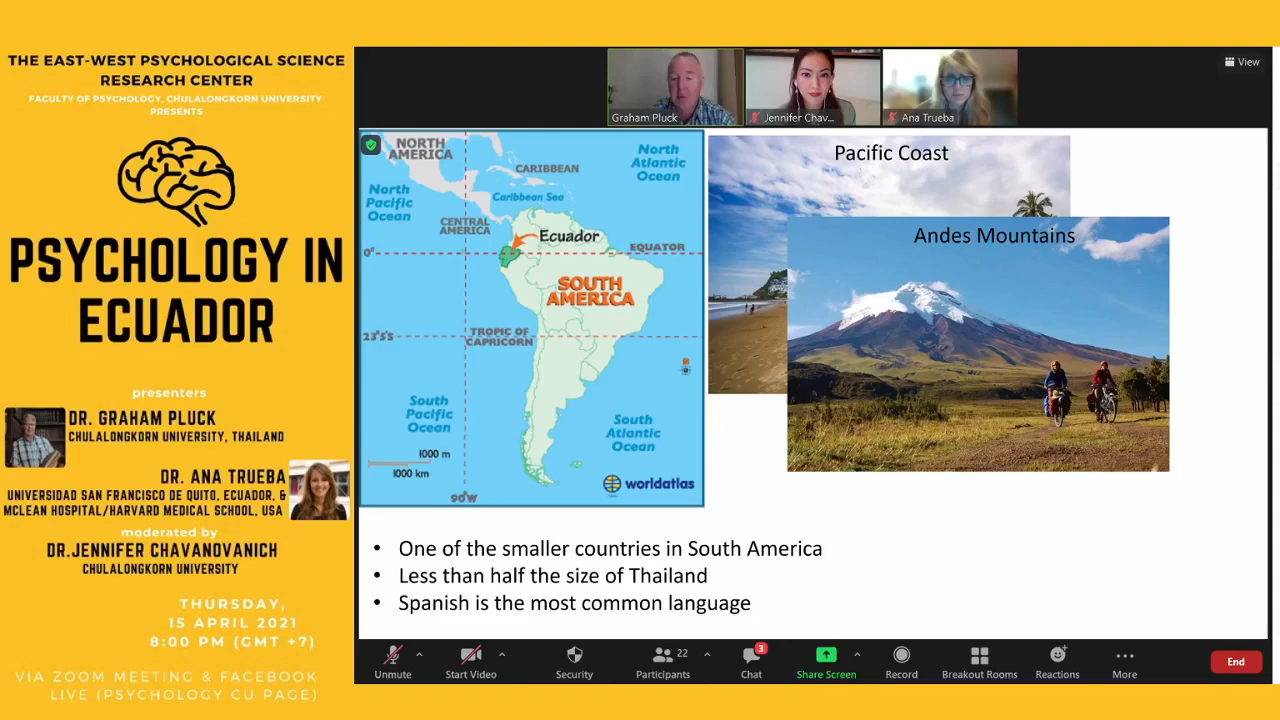 THE EAST-WEST PSYCHOLOGICAL SCIENCE
RESEARCH CENTER
FACULTY OF PSYCHOLOGY, CHULALONGKORN UNIVERSITY
PRESENTS
PSYCHOLOGY IN
ECUADOR
presenters
DR. GRAHAM PLUCK
CHULALONGKORN UNIVERSITY, THAILAND
DR. ANA TRUEBA
UNIVERSIDAD SAN FRANCISCO DE QUITO, ECUADOR, &
MCLEAN HOSPITAL/HARVARD MEDICAL SCHOOL, USA
moderated by
DR.JENNIFER CHAVANOVANICH
CHULALONGKORN UNIVERSITY
THURSDAY,
15 APRIL 2021
8:00 PM (GMT +7)
VIA ZOOM MEETING & FACEBOOK
LIVE (PSYCHOLOGY CU PAGE)
Graham Pluck
Jennifer Chav...
Ana Trueba
View
NORTH
AMERICA
CARIBBEAN
North
Atlantic
Ocean
North
Pacific
Ocean
Caribbean Sea
CENTRAL
AMERICA
Ecuador
0°
EQUATOR
SOUTH
AMERICA
23°5'S
TROPIC OF
CAPRICORN
South
Pacific
Ocean
South
Atlantic
Ocean
1000 m
1000 km
90°W
worldatlas
Pacific Coast
Andes Mountains
• One of the smaller countries in South America
• Less than half the size of Thailand
• Spanish is the most common language
Unmute
Start Video
Security
Participants
22
Chat
3
Share Screen
Record
Breakout Rooms
Reactions
More
End